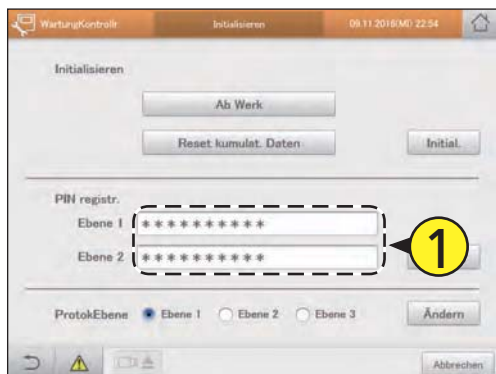 WartungKontrollr. Initialisieren 09.11.2016(MI) 22:54
Initialisieren
Ab Werk
Reset kumulat. Daten Initial.
PIN registr.
Ebene 1 **********
1
Ebene 2 **********
ProtokEbene Ebene 1 Ebene 2 Ebene 3 Ändern
Abbrechen